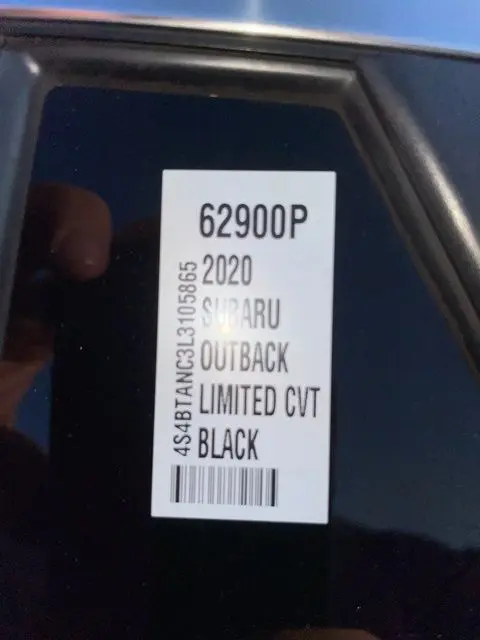 62900P
4S4BTANC3L3105865
2020
SUBARU
OUTBACK
LIMITED CVT
BLACK